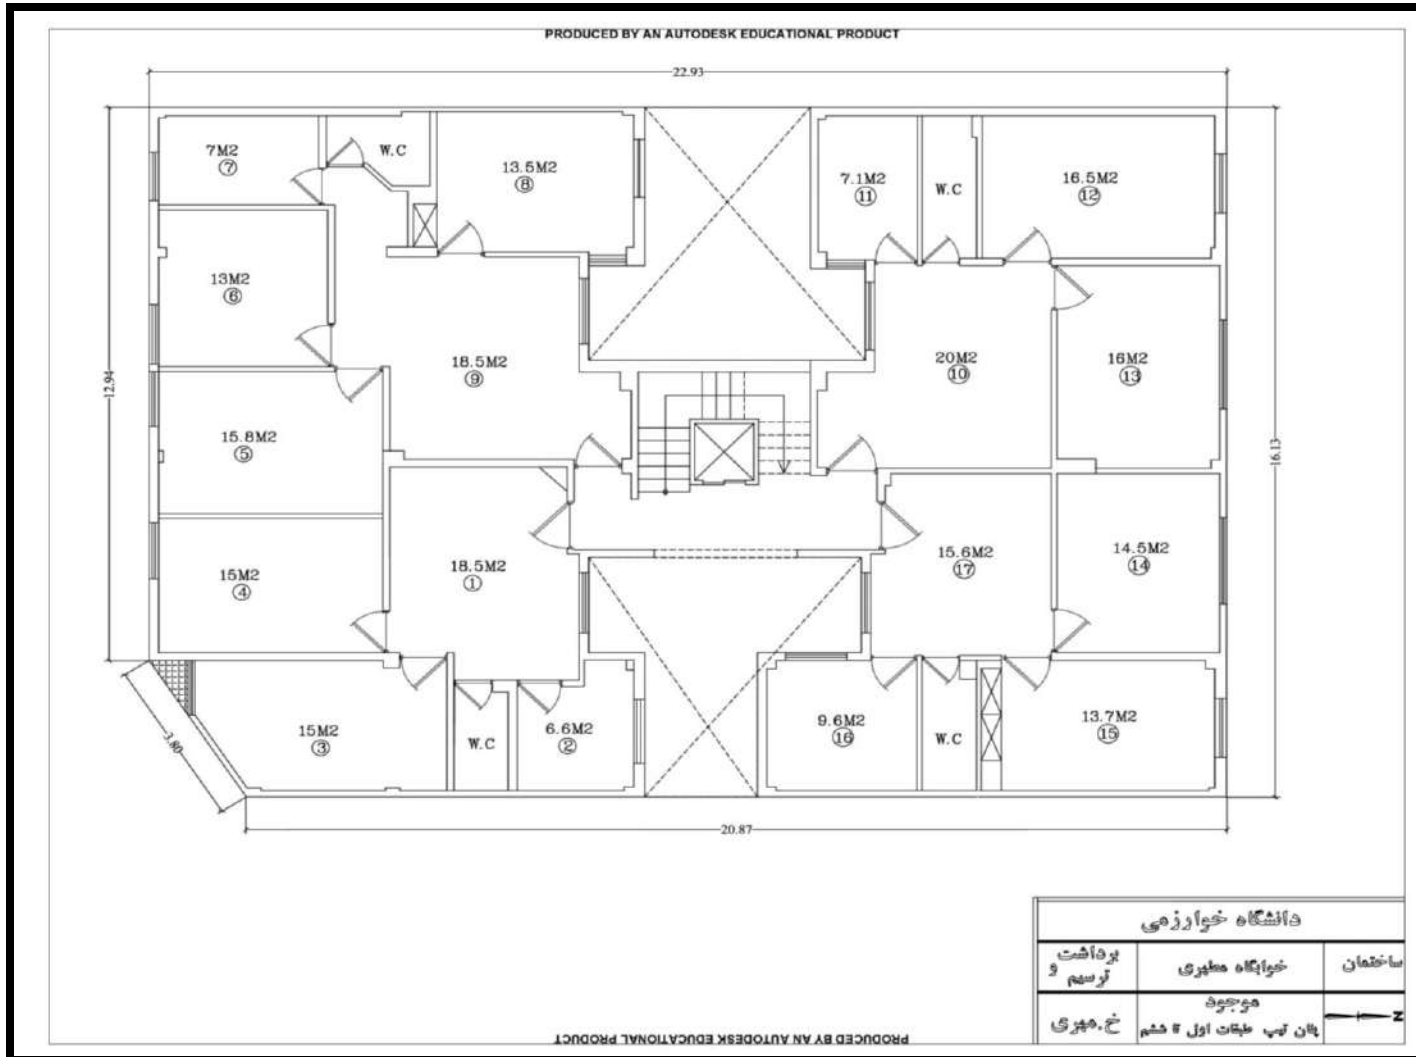 PRODUCED BY AN AUTODESK EDUCATIONAL PRODUCT
22.93
7M2
7
W.C
13.5M2
8
7.1M2
11
W.C
16.5M2
12
13M2
6
18.5M2
9
20M2
10
16M2
13
12.94
16.13
15.8M2
5
15M2
4
18.5M2
1
15.6M2
17
14.5M2
14
15M2
3
3.80
W.C
6.6M2
2
9.6M2
16
W.C
13.7M2
15
20.87
دانشگاه خوارزمی
ساختمان
خوابگاه مطهری
برداشت و ترسیم
N
موجود
پلان تیپ طبقات اول تا ششم
خ.مهری
PRODUCED BY AN AUTODESK EDUCATIONAL PRODUCT